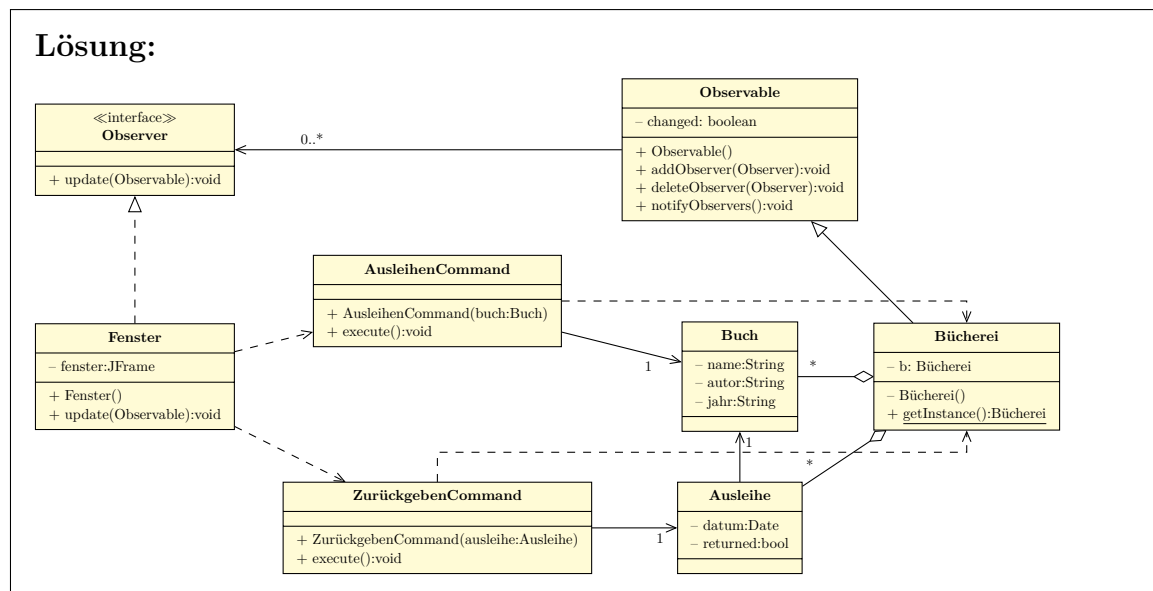 Lösung:
≪interface≫
Observer
+ update(Observable):void
0..*
Observable
– changed: boolean
+ Observable()
+ addObserver(Observer):void
+ deleteObserver(Observer):void
+ notifyObservers():void
AusleihenCommand
+ AusleihenCommand(buch:Buch)
+ execute():void
Fenster
– fenster:JFrame
+ Fenster()
+ update(Observable):void
1
Buch
– name:String
– autor:String
– jahr:String
*
Bücherei
– b: Bücherei
– Bücherei()
+ getInstance():Bücherei
1
*
ZurückgebenCommand
+ ZurückgebenCommand(ausleihe:Ausleihe)
+ execute():void
1
Ausleihe
– datum:Date
– returned:bool